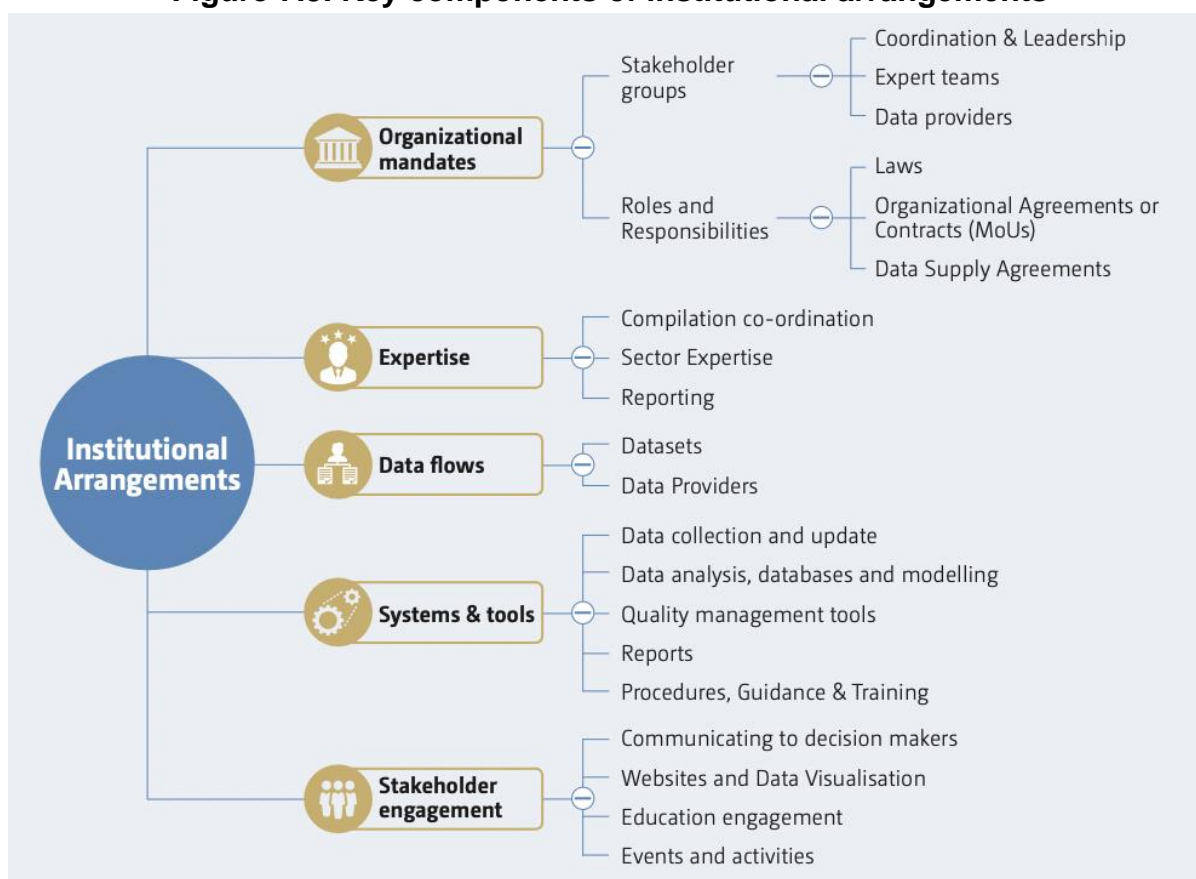 Coordination & Leadership
Stakeholder
groups
Expert teams
Data providers
Organizational
mandates
Laws
Roles and
Responsibilities
Organizational Agreements or
Contracts (MoUs)
Data Supply Agreements
Compilation co-ordination
Expertise
Sector Expertise
Reporting
Institutional
Arrangements
Data flows
Datasets
Data Providers
Data collection and update
Data analysis, databases and modelling
Systems & tools
Quality management tools
Reports
Procedures, Guidance & Training
Communicating to decision makers
Stakeholder
engagement
Websites and Data Visualisation
Education engagement
Events and activities